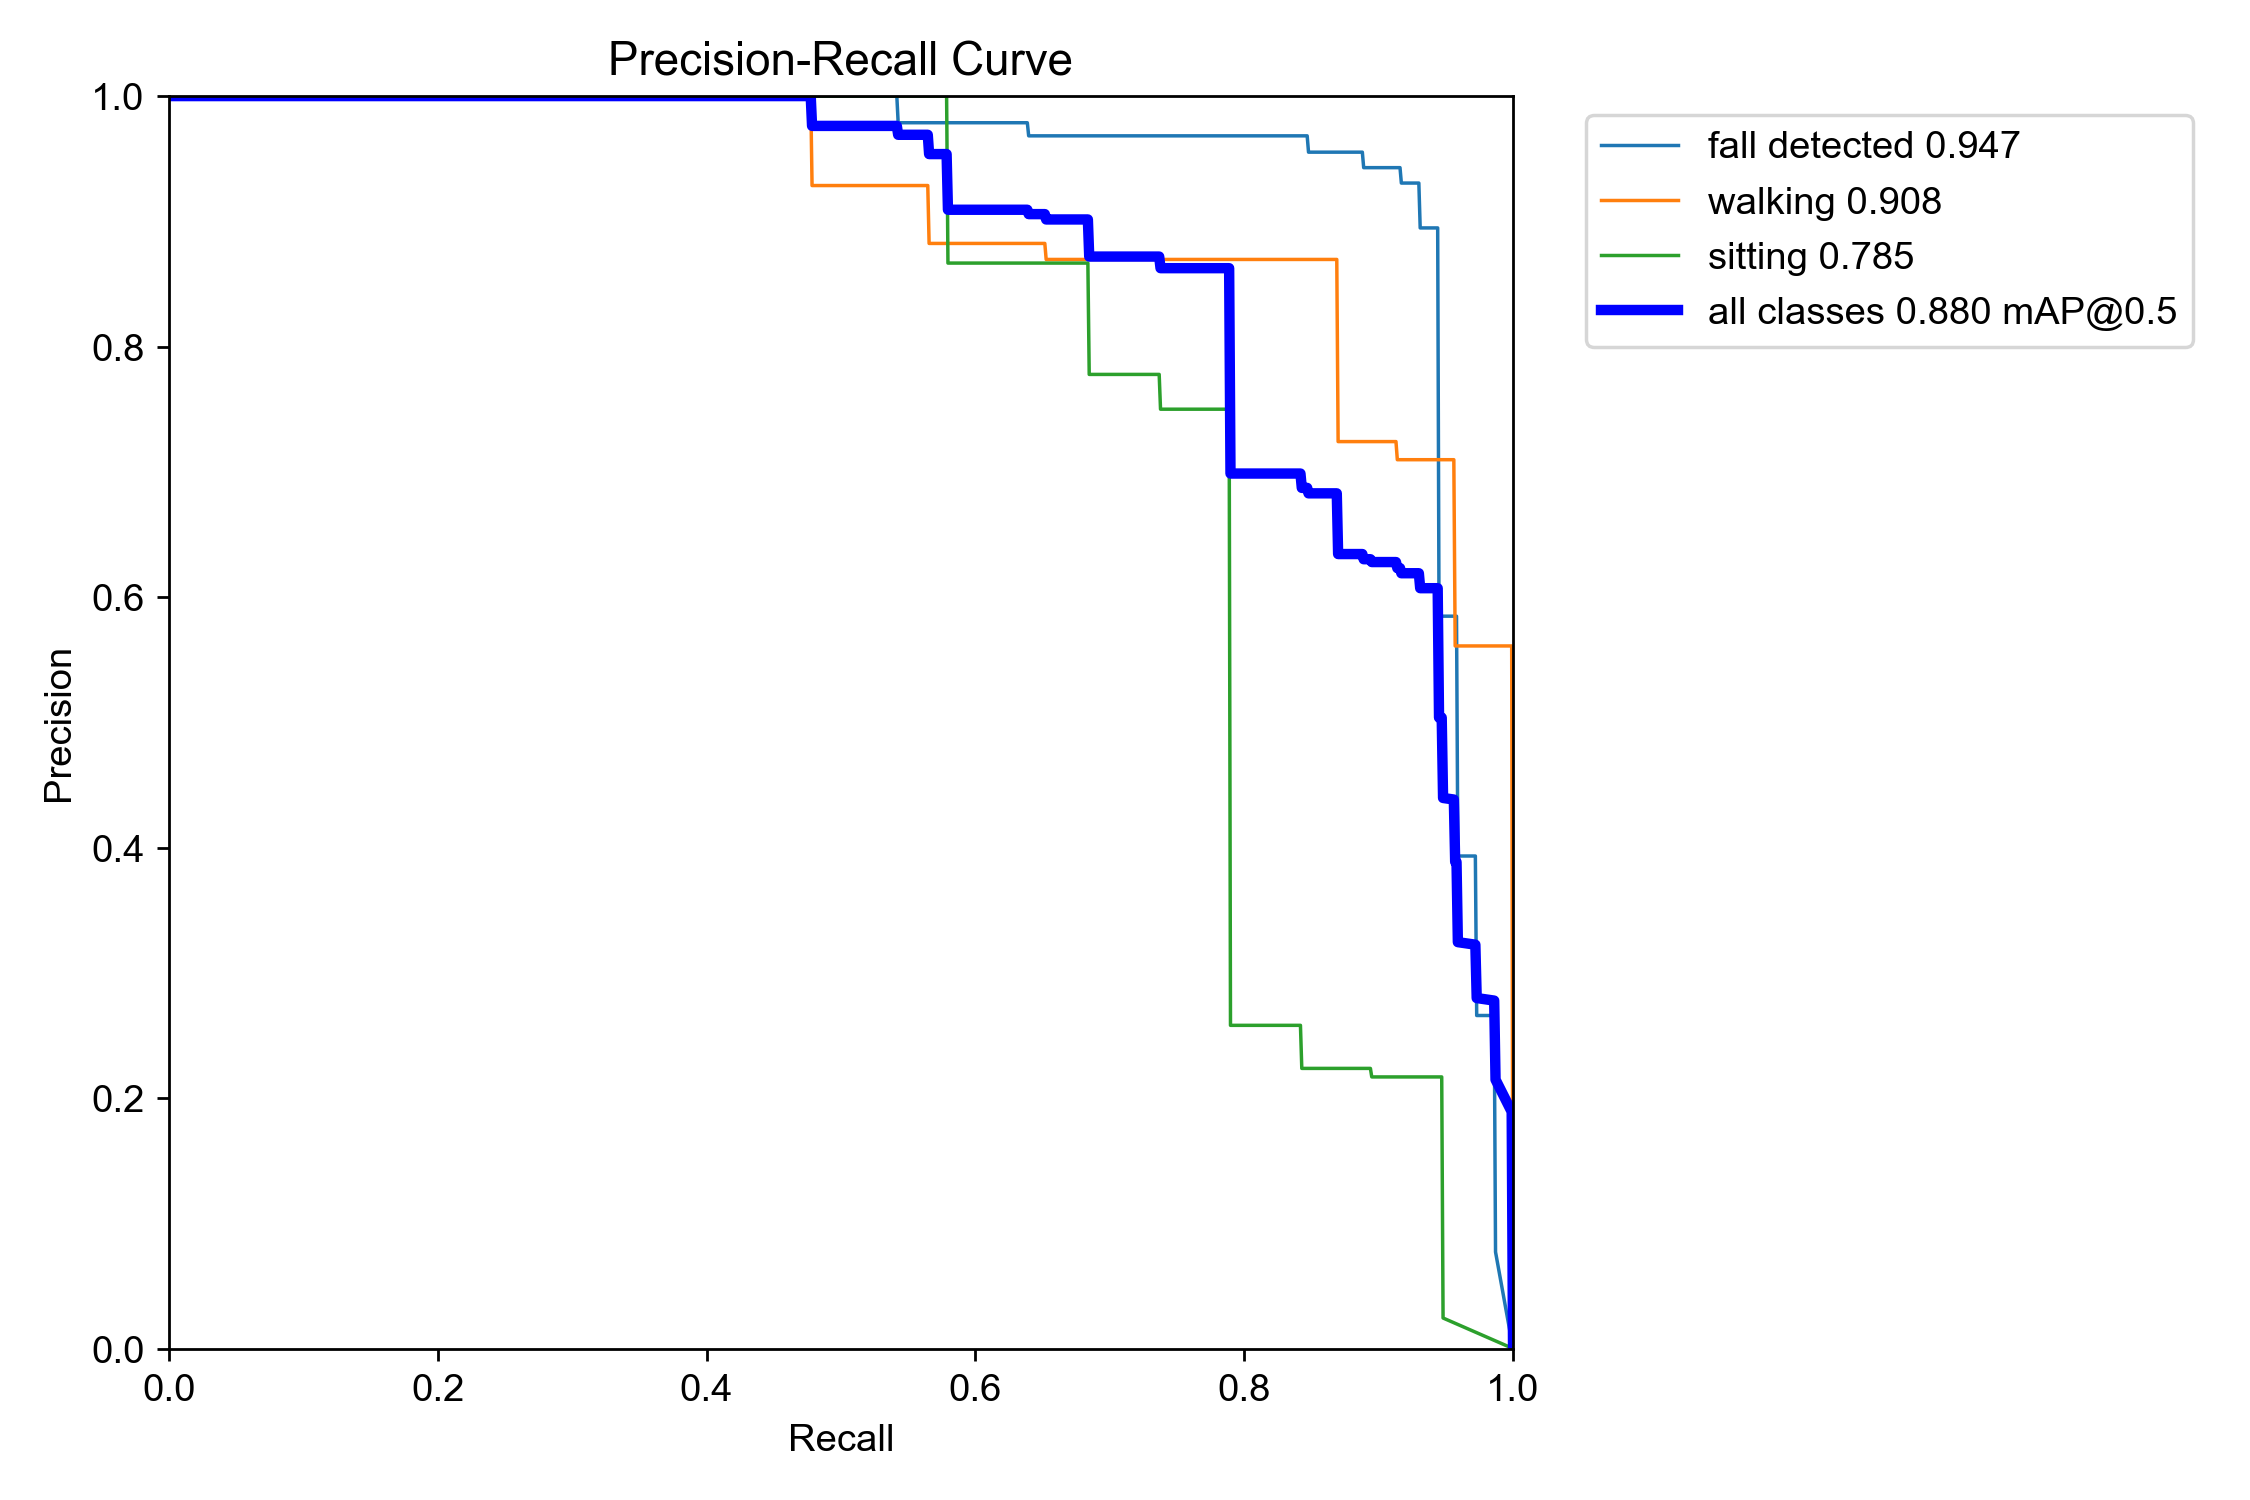 Precision-Recall Curve
1.0
0.8
0.6
0.4
0.2
0.0
Precision
0.0 0.2 0.4 0.6 0.8 1.0
Recall
fall detected 0.947
walking 0.908
sitting 0.785
all classes 0.880 mAP@0.5